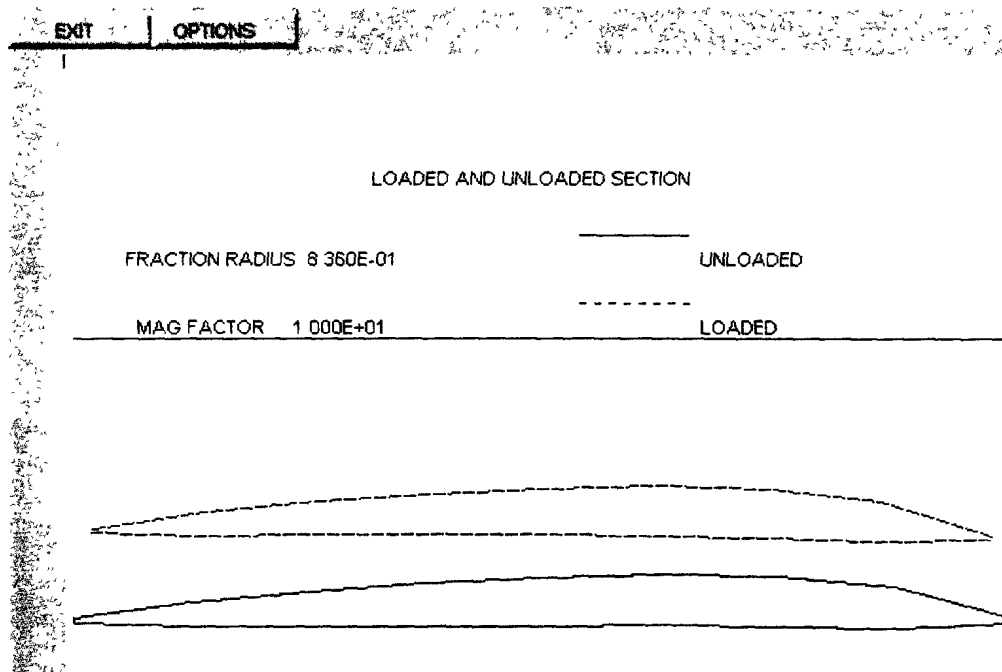 EXIT OPTIONS
LOADED AND UNLOADED SECTION
FRACTION RADIUS 8 360E-01 UNLOADED
MAG FACTOR 1 000E+01 LOADED